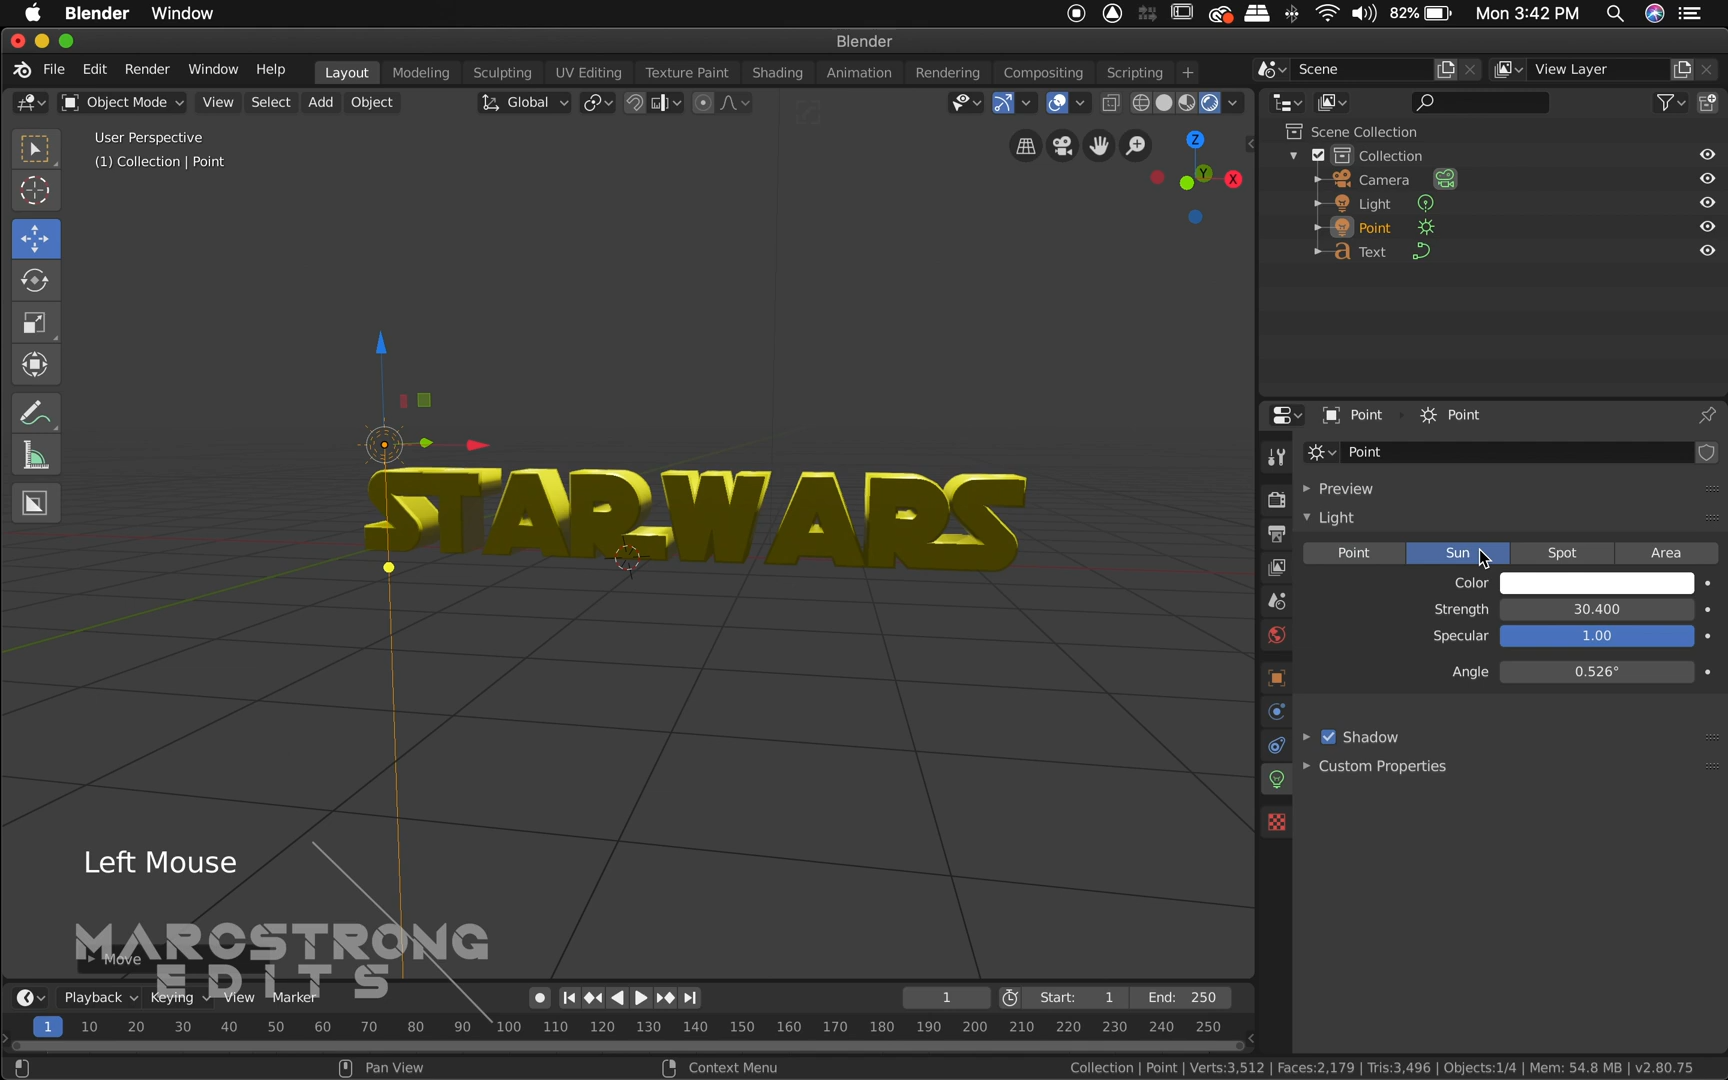 Blender Window 82% Mon 3:42 PM
Blender
File Edit Render Window Help Layout Modeling Sculpting UV Editing Texture Paint Shading Animation Rendering Compositing Scripting + Scene View Layer
Object Mode View Select Add Object Global
User Perspective
(1) Collection | Point
Z
Y
X
Scene Collection
Collection
Camera
Light
Point
Text
Point Point
Point
Preview
Light
Point Sun Spot Area
Color
Strength 30.400
Specular 1.00
Angle 0.526°
Shadow
Custom Properties
STAR WARS
Left Mouse
MARCSTRONG
EDITS
Move
Playback Keying View Marker 1 Start: 1 End: 250
1 10 20 30 40 50 60 70 80 90 100 110 120 130 140 150 160 170 180 190 200 210 220 230 240 250
Pan View Context Menu Collection | Point | Verts:3,512 | Faces:2,179 | Tris:3,496 | Objects:1/4 | Mem: 54.8 MB | v2.80.75